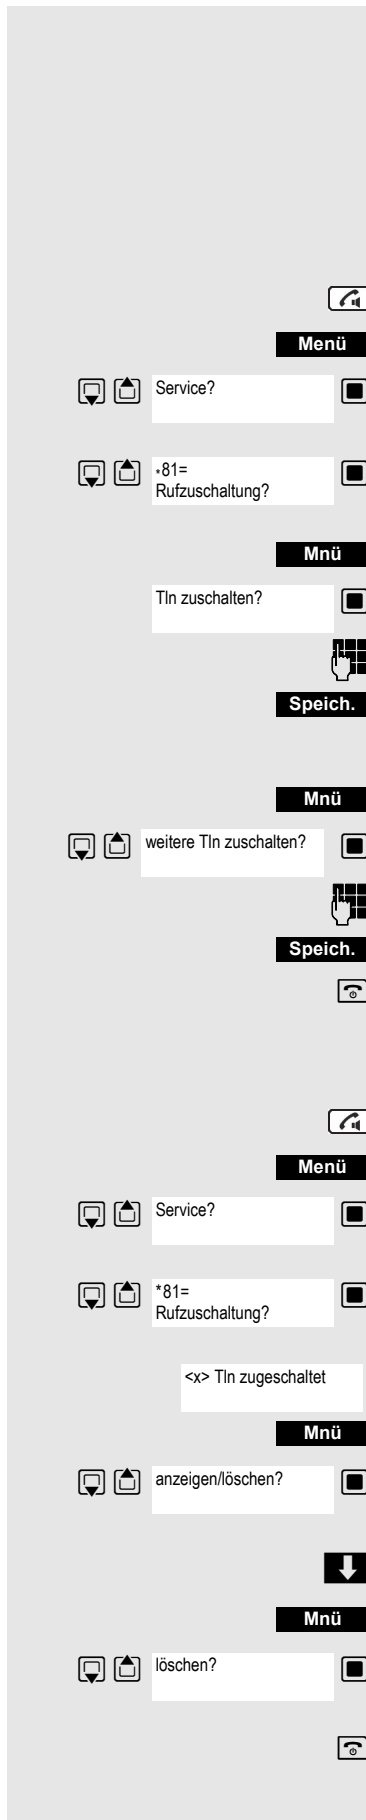 Menü
Service?
*81=
Rufzuschaltung?
Mnü
Tln zuschalten?
Speich.
Mnü
weitere Tln zuschalten?
Speich.
Menü
Service?
*81=
Rufzuschaltung?
<x> Tln zugeschaltet
Mnü
anzeigen/löschen?
Mnü
löschen?